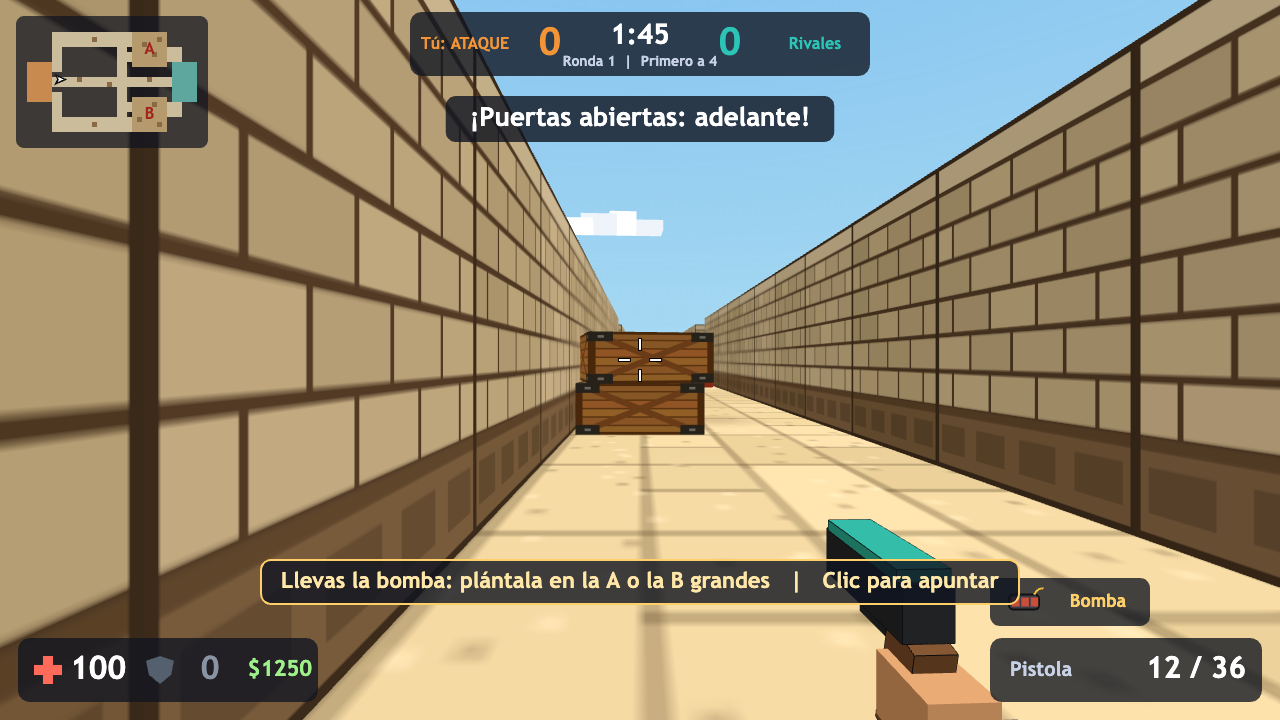 A
B
Tú: ATAQUE 0 1:45 0 Rivales
Ronda 1 | Primero a 4
¡Puertas abiertas: adelante!
Llevas la bomba: plántala en la A o la B grandes | Clic para apuntar
Bomba
100 0 $1250
Pistola 12 / 36